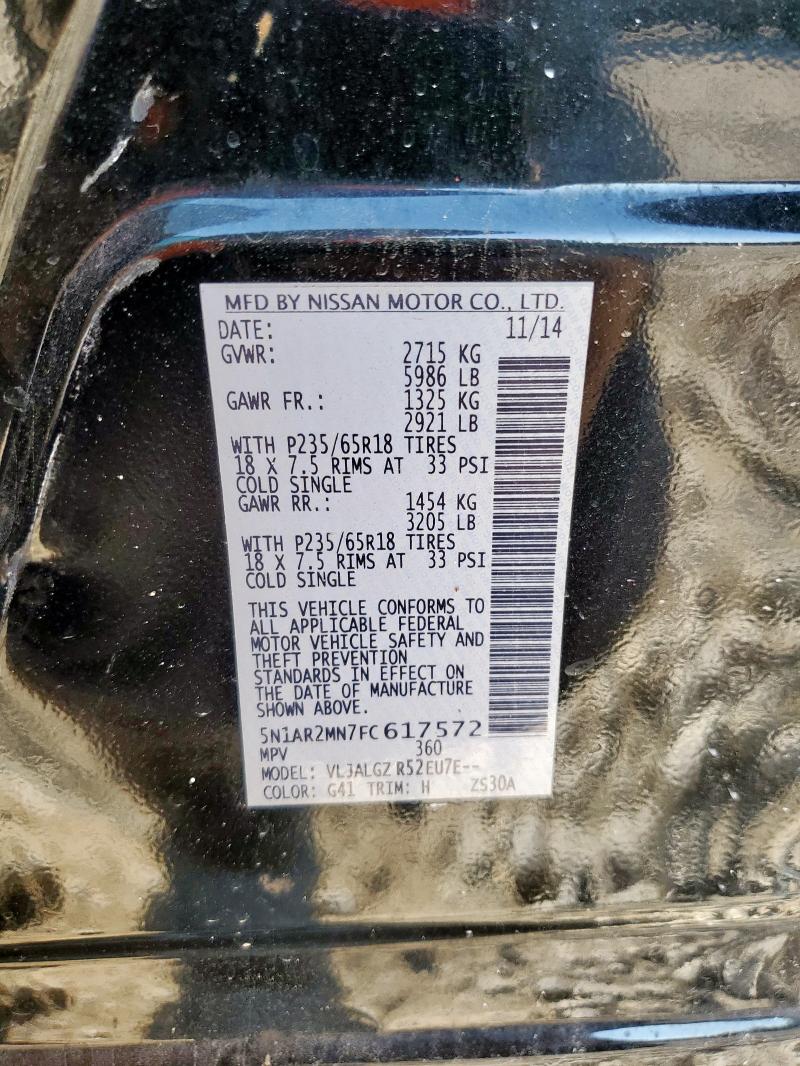 MFD BY NISSAN MOTOR CO., LTD.
DATE: 11/14
GVWR: 2715 KG
5986 LB
GAWR FR.: 1325 KG
2921 LB
WITH P235/65R18 TIRES
18 X 7.5 RIMS AT 33 PSI
COLD SINGLE
GAWR RR.: 1454 KG
3205 LB
WITH P235/65R18 TIRES
18 X 7.5 RIMS AT 33 PSI
COLD SINGLE
THIS VEHICLE CONFORMS TO
ALL APPLICABLE FEDERAL
MOTOR VEHICLE SAFETY AND
THEFT PREVENTION
STANDARDS IN EFFECT ON
THE DATE OF MANUFACTURE
SHOWN ABOVE.
5N1AR2MN7FC617572
MPV 360
MODEL: VLJALGZ R52EU7E--
COLOR: G41 TRIM: H ZS30A